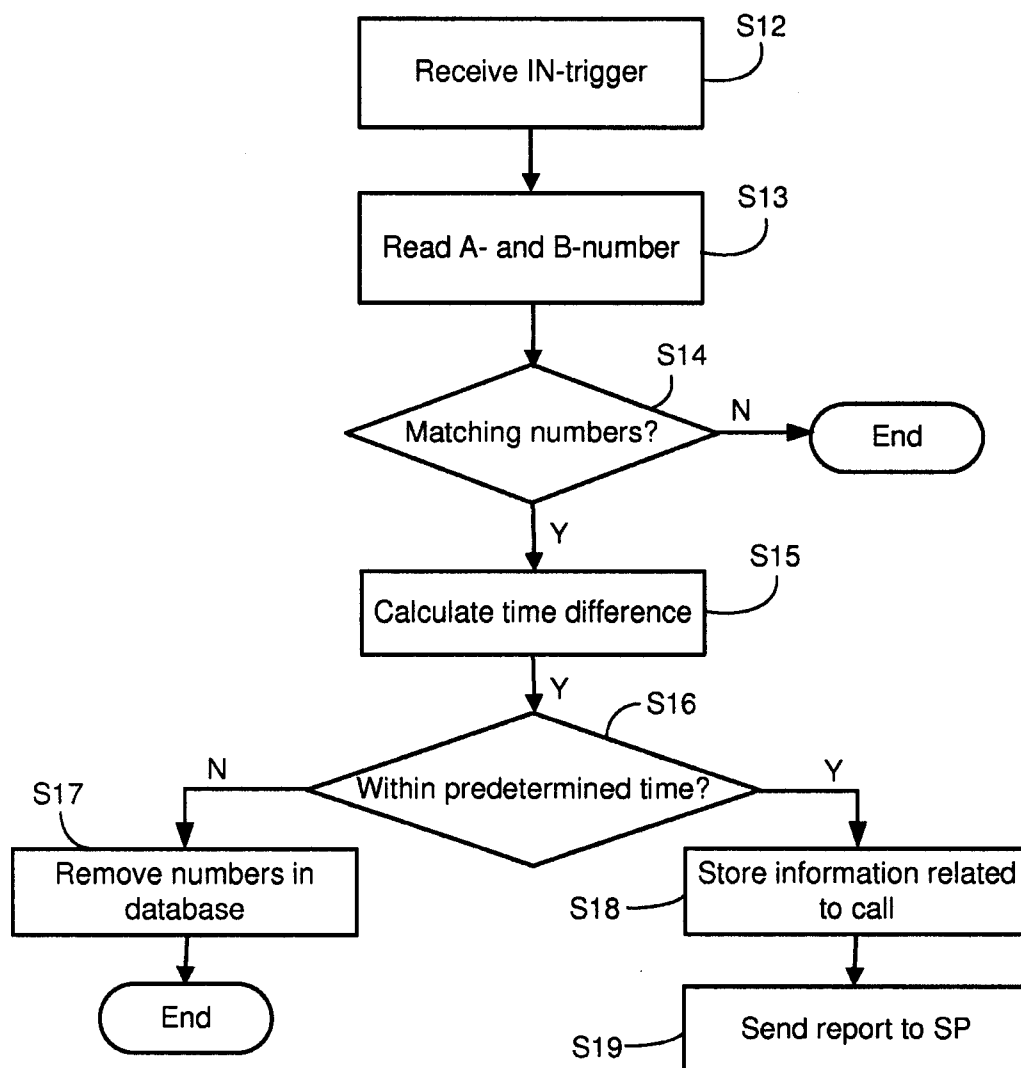 S12
Receive IN-trigger
S13
Read A- and B-number
S14
Matching numbers?
N
End
Y
S15
Calculate time difference
Y
S16
Within predetermined time?
N
Y
S17
Remove numbers in
database
S18
Store information related
to call
End
S19
Send report to SP